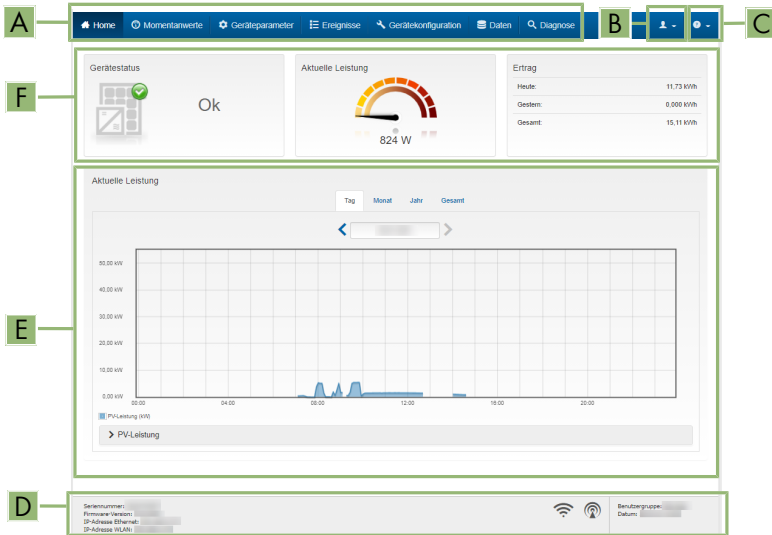 A
Home Momentanwerte Geräteparameter Ereignisse Gerätekonfiguration Daten Diagnose
B
C
F
Gerätestatus
Ok
Aktuelle Leistung
824 W
Ertrag
Heute: 11,73 kWh
Gestern: 0,000 kWh
Gesamt: 15,11 kWh
E
Aktuelle Leistung
Tag Monat Jahr Gesamt
50,00 kW
40,00 kW
30,00 kW
20,00 kW
10,00 kW
0,00 kW
00:00 04:00 08:00 12:00 16:00 20:00
PV-Leistung (kW)
PV-Leistung
D
Seriennummer:
Firmware-Version:
IP-Adresse Ethernet:
IP-Adresse WLAN:
Benutzergruppe:
Datum: